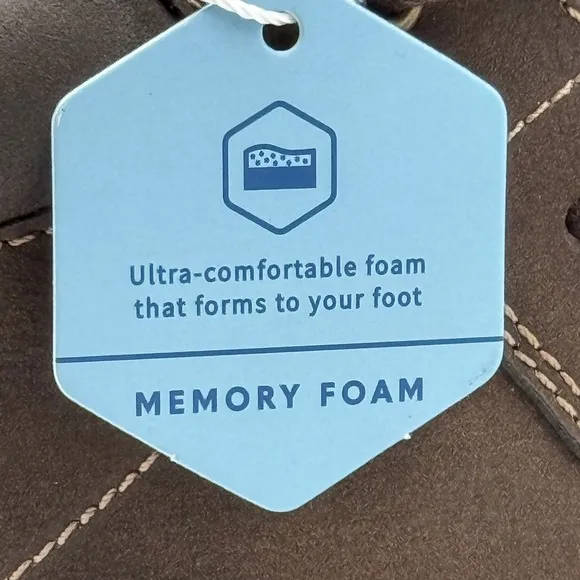 Ultra-comfortable foam
that forms to your foot
MEMORY FOAM